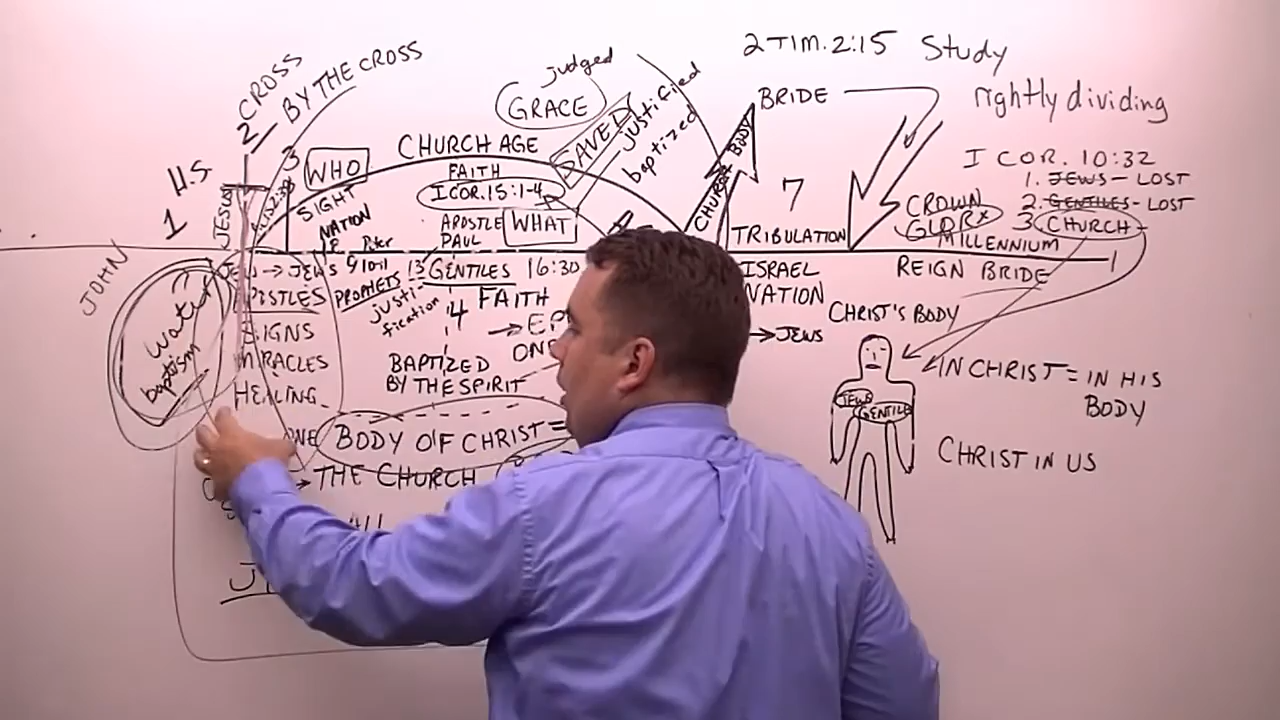 2 CROSS
BY THE CROSS
U.S.
1
JESUS
3
WHO
SIGHT
NATION
CHURCH AGE
FAITH
I COR. 15:1-4
APOSTLE
PAUL
WHAT
judged
GRACE
SAVED
justified
baptized
CHURCH BODY
BRIDE
7
TRIBULATION
2 TIM. 2:15 Study
rightly dividing
I COR. 10:32
1. JEWS - LOST
2. GENTILES - LOST
3 CHURCH -
CROWN
MILLENNIUM
1
JOHN
water
baptism
JEW → JEWS
SIGNS
MIRACLES
HEALING
Peter
PROPHETS
13 GENTILES 16:30
justi-
fication
4 FAITH
BAPTIZED
BY THE SPIRIT
ONE
BODY OF CHRIST =
→ THE CHURCH
ISRAEL
NATION
→ JEWS
REIGN BRIDE
CHRIST'S BODY
JEWS
GENTILE
IN CHRIST = IN HIS
BODY
CHRIST IN US